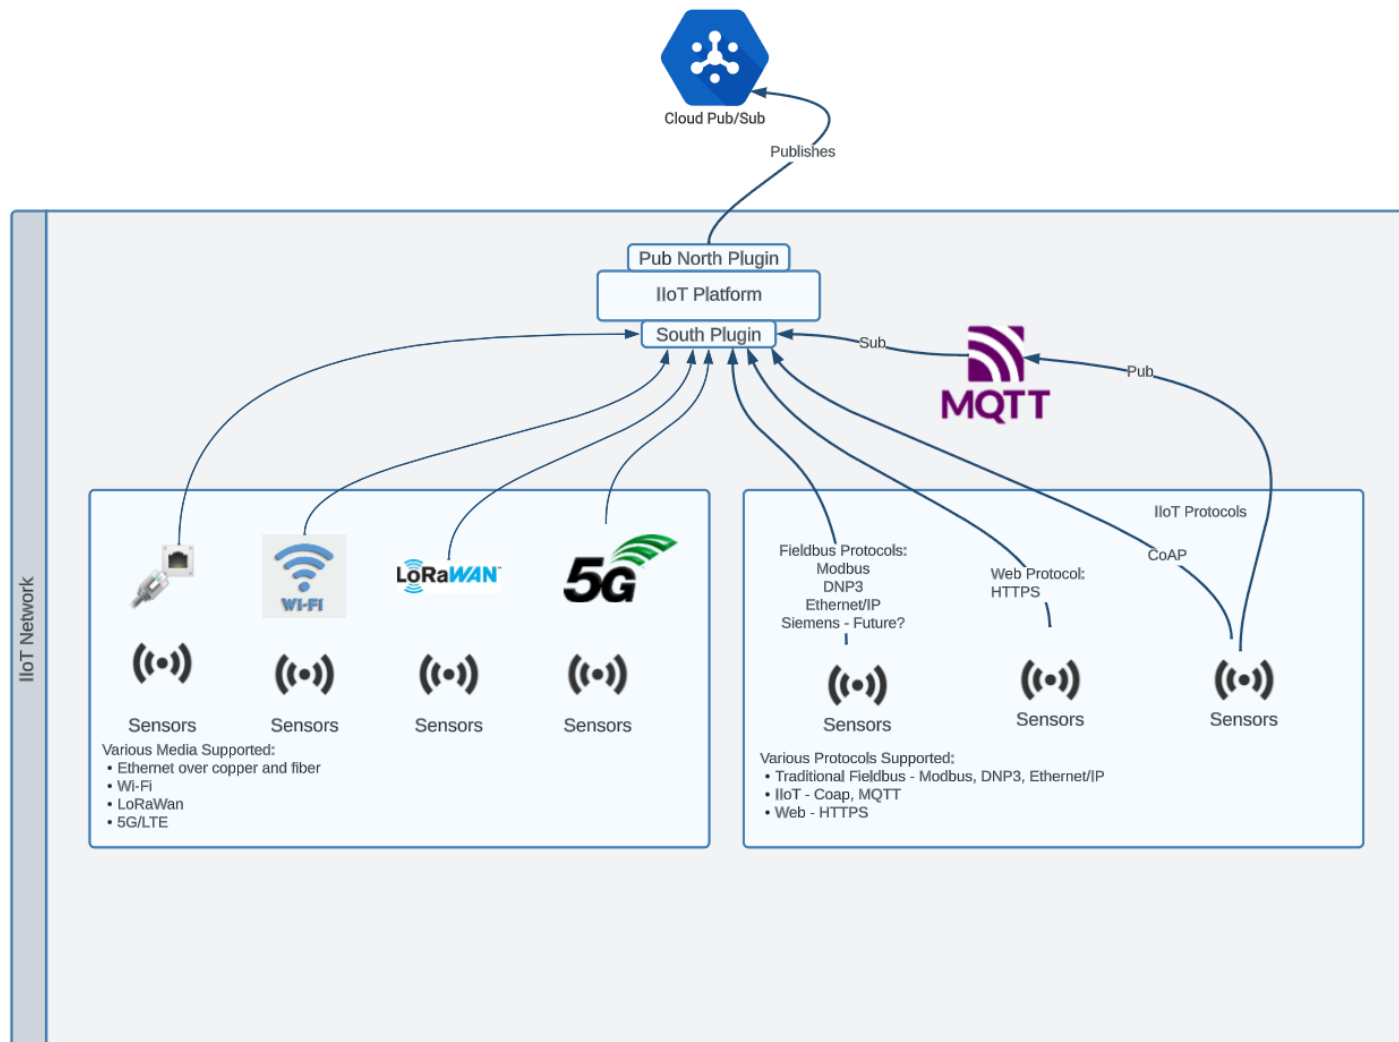 Cloud Pub/Sub
Publishes
Pub North Plugin
IIoT Platform
South Plugin
Sub
MQTT
Pub
IIoT Network
WI-FI
LoRaWAN
5G
Sensors
Sensors
Sensors
Sensors
Various Media Supported:
• Ethernet over copper and fiber
• Wi-Fi
• LoRaWan
• 5G/LTE
IIoT Protocols
CoAP
Fieldbus Protocols:
Modbus
DNP3
Ethernet/IP
Siemens - Future?
Web Protocol:
HTTPS
Sensors
Sensors
Sensors
Various Protocols Supported:
• Traditional Fieldbus - Modbus, DNP3, Ethernet/IP
• IIoT - Coap, MQTT
• Web - HTTPS